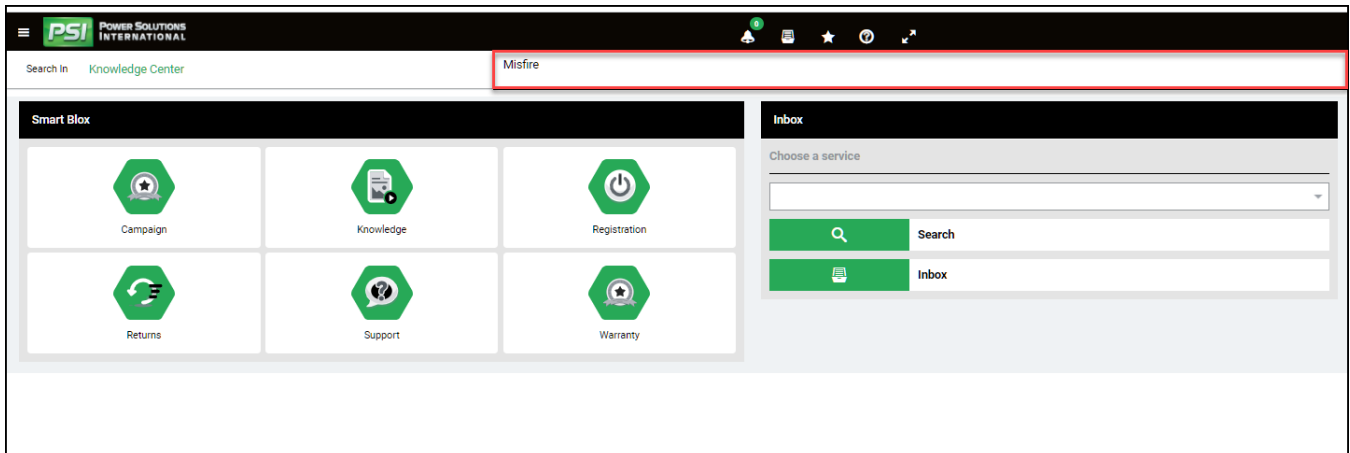 PSI POWER SOLUTIONS
INTERNATIONAL
0
Search In Knowledge Center Misfire
Smart Blox
Campaign Knowledge Registration
Returns Support Warranty
Inbox
Choose a service
Search
Inbox